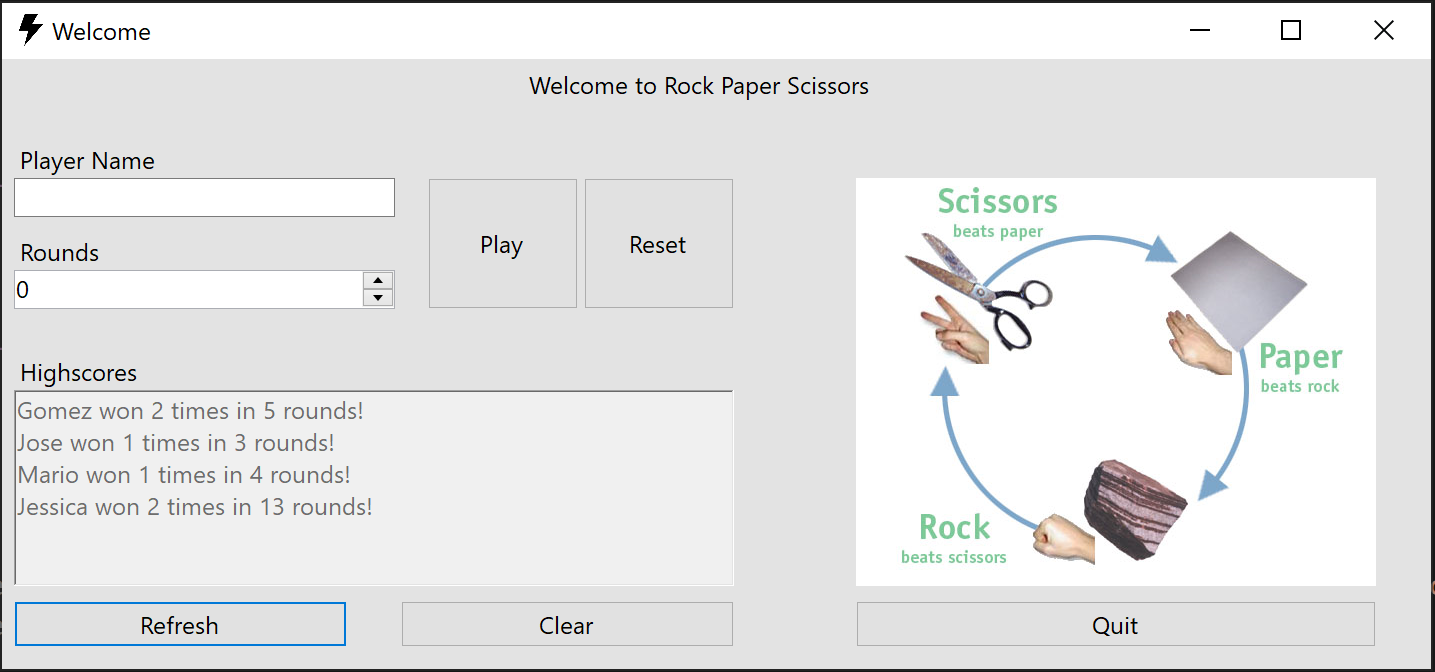 Welcome
Welcome to Rock Paper Scissors
Player Name
Rounds
0
Play
Reset
Highscores
Gomez won 2 times in 5 rounds!
Jose won 1 times in 3 rounds!
Mario won 1 times in 4 rounds!
Jessica won 2 times in 13 rounds!
Refresh
Clear
Scissors
beats paper
Paper
beats rock
Rock
beats scissors
Quit